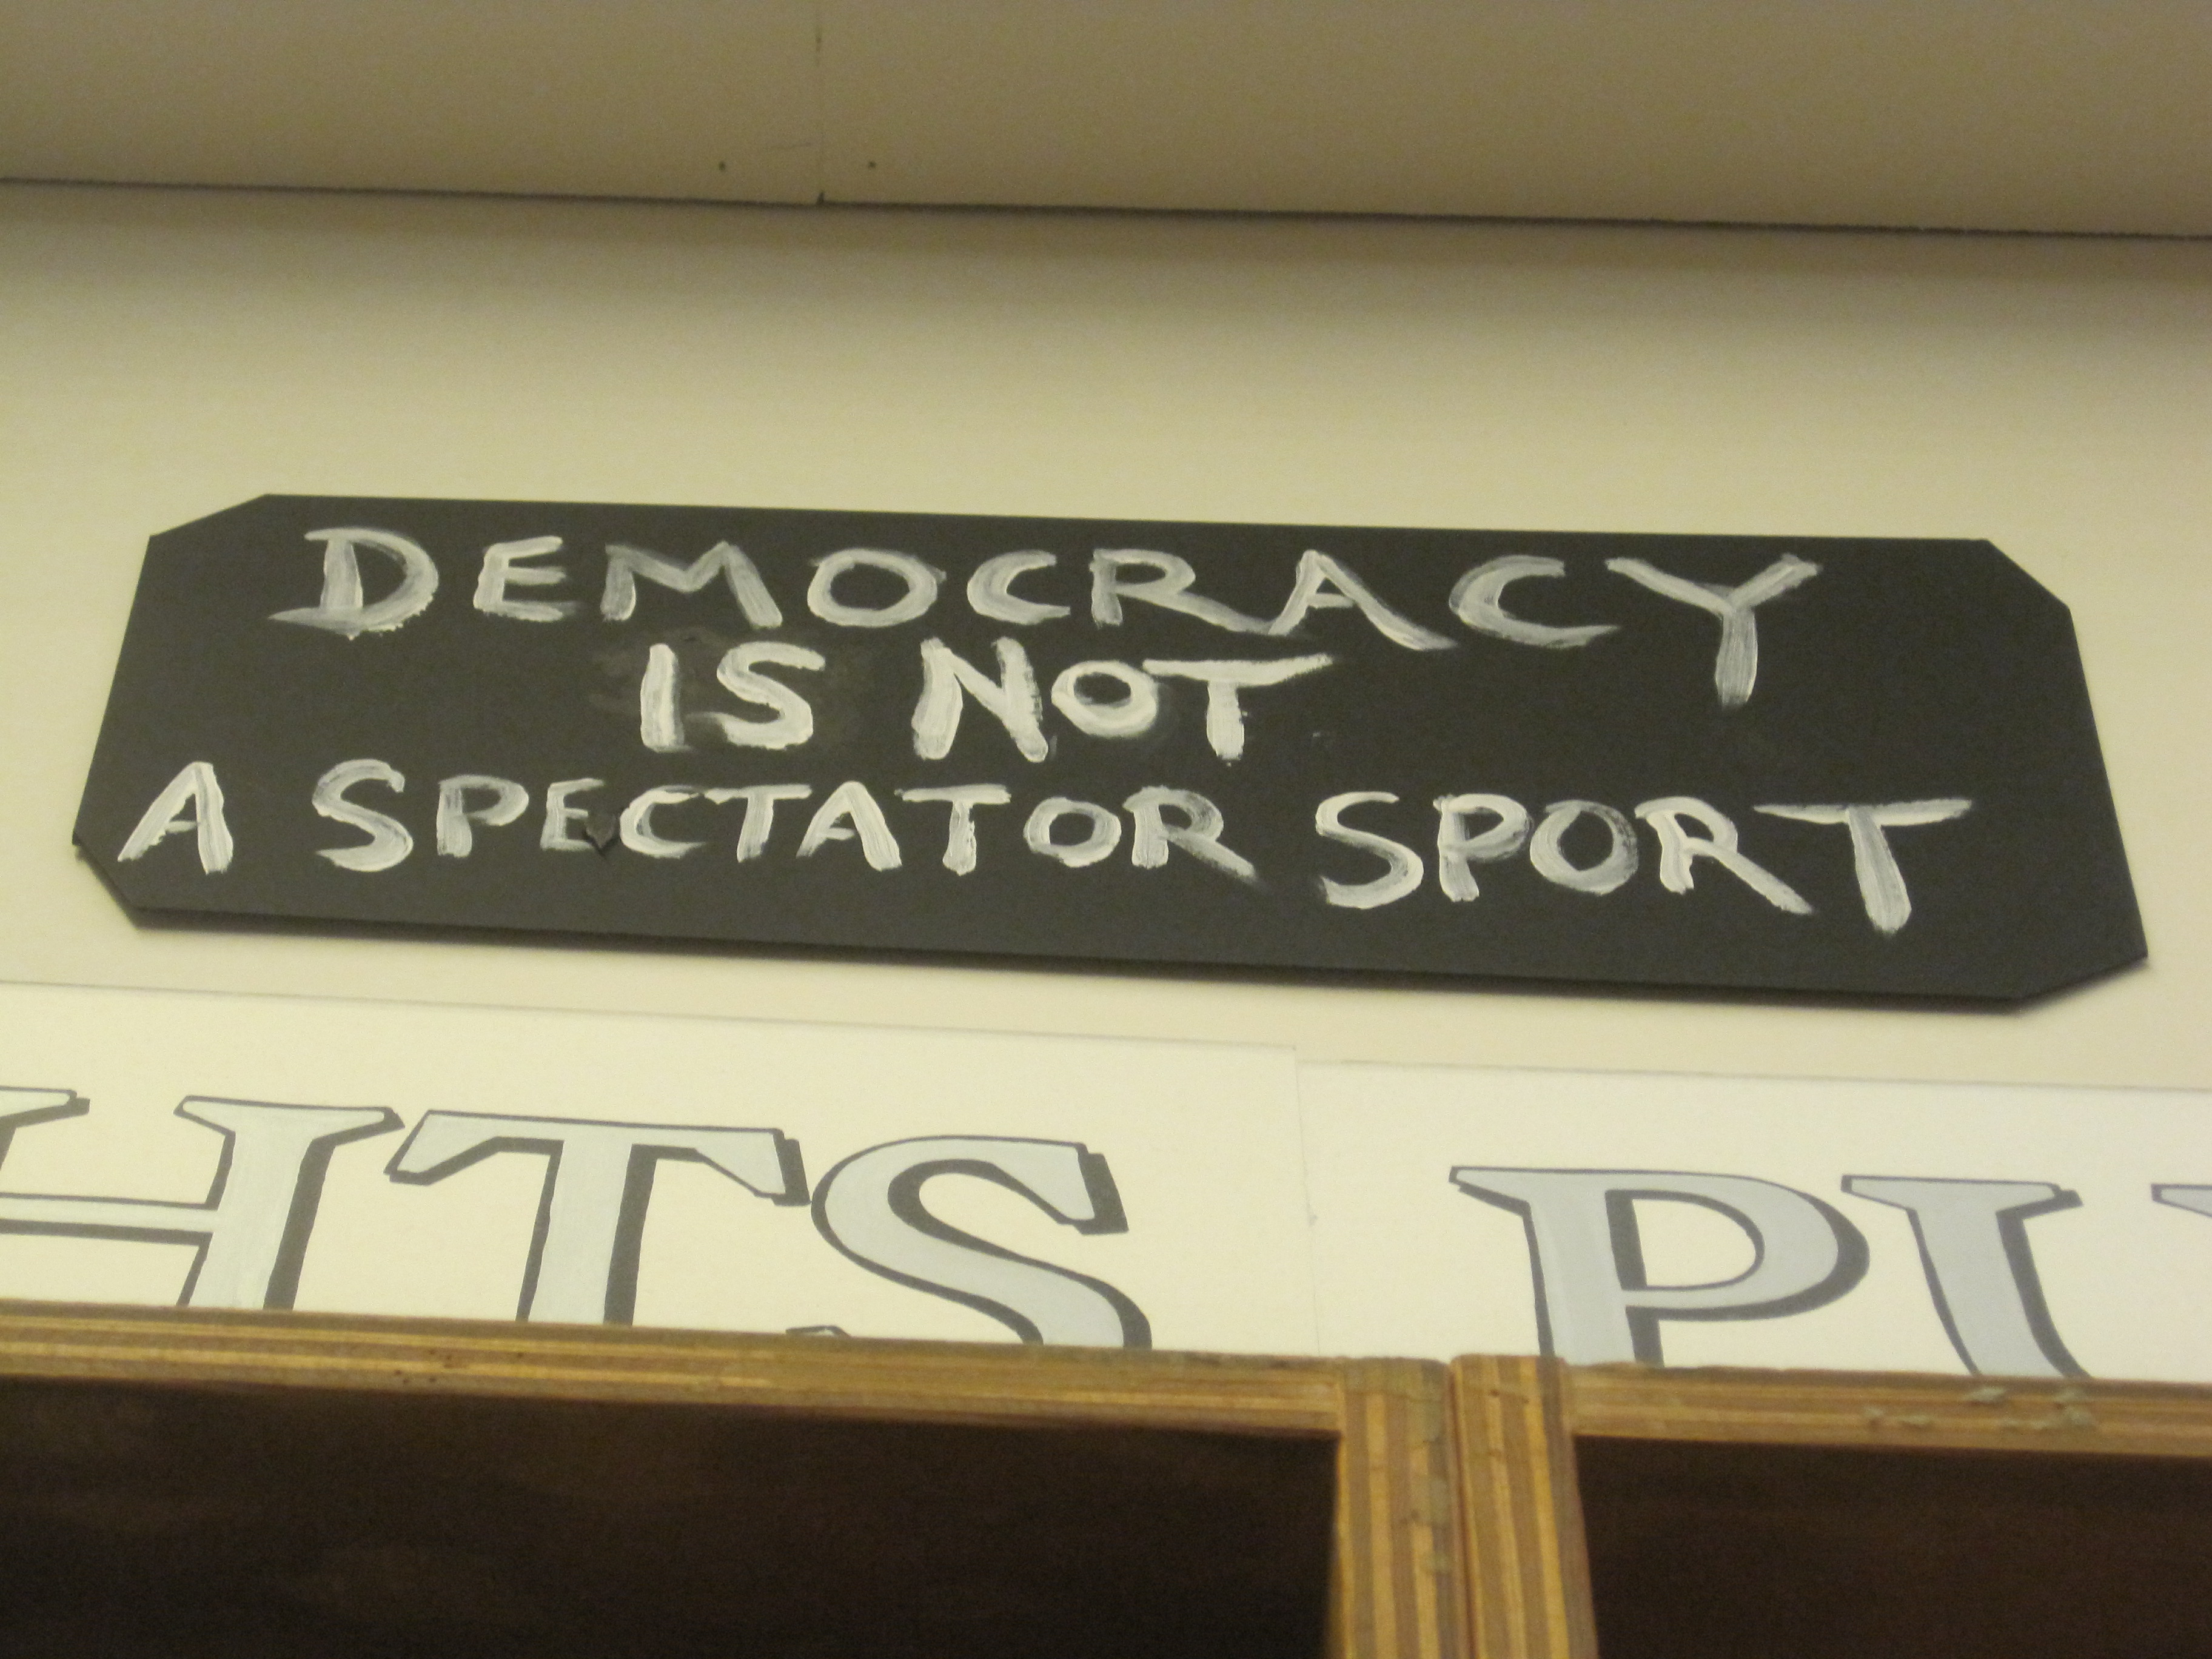 DEMOCRACY
IS NOT
A SPECTATOR SPORT